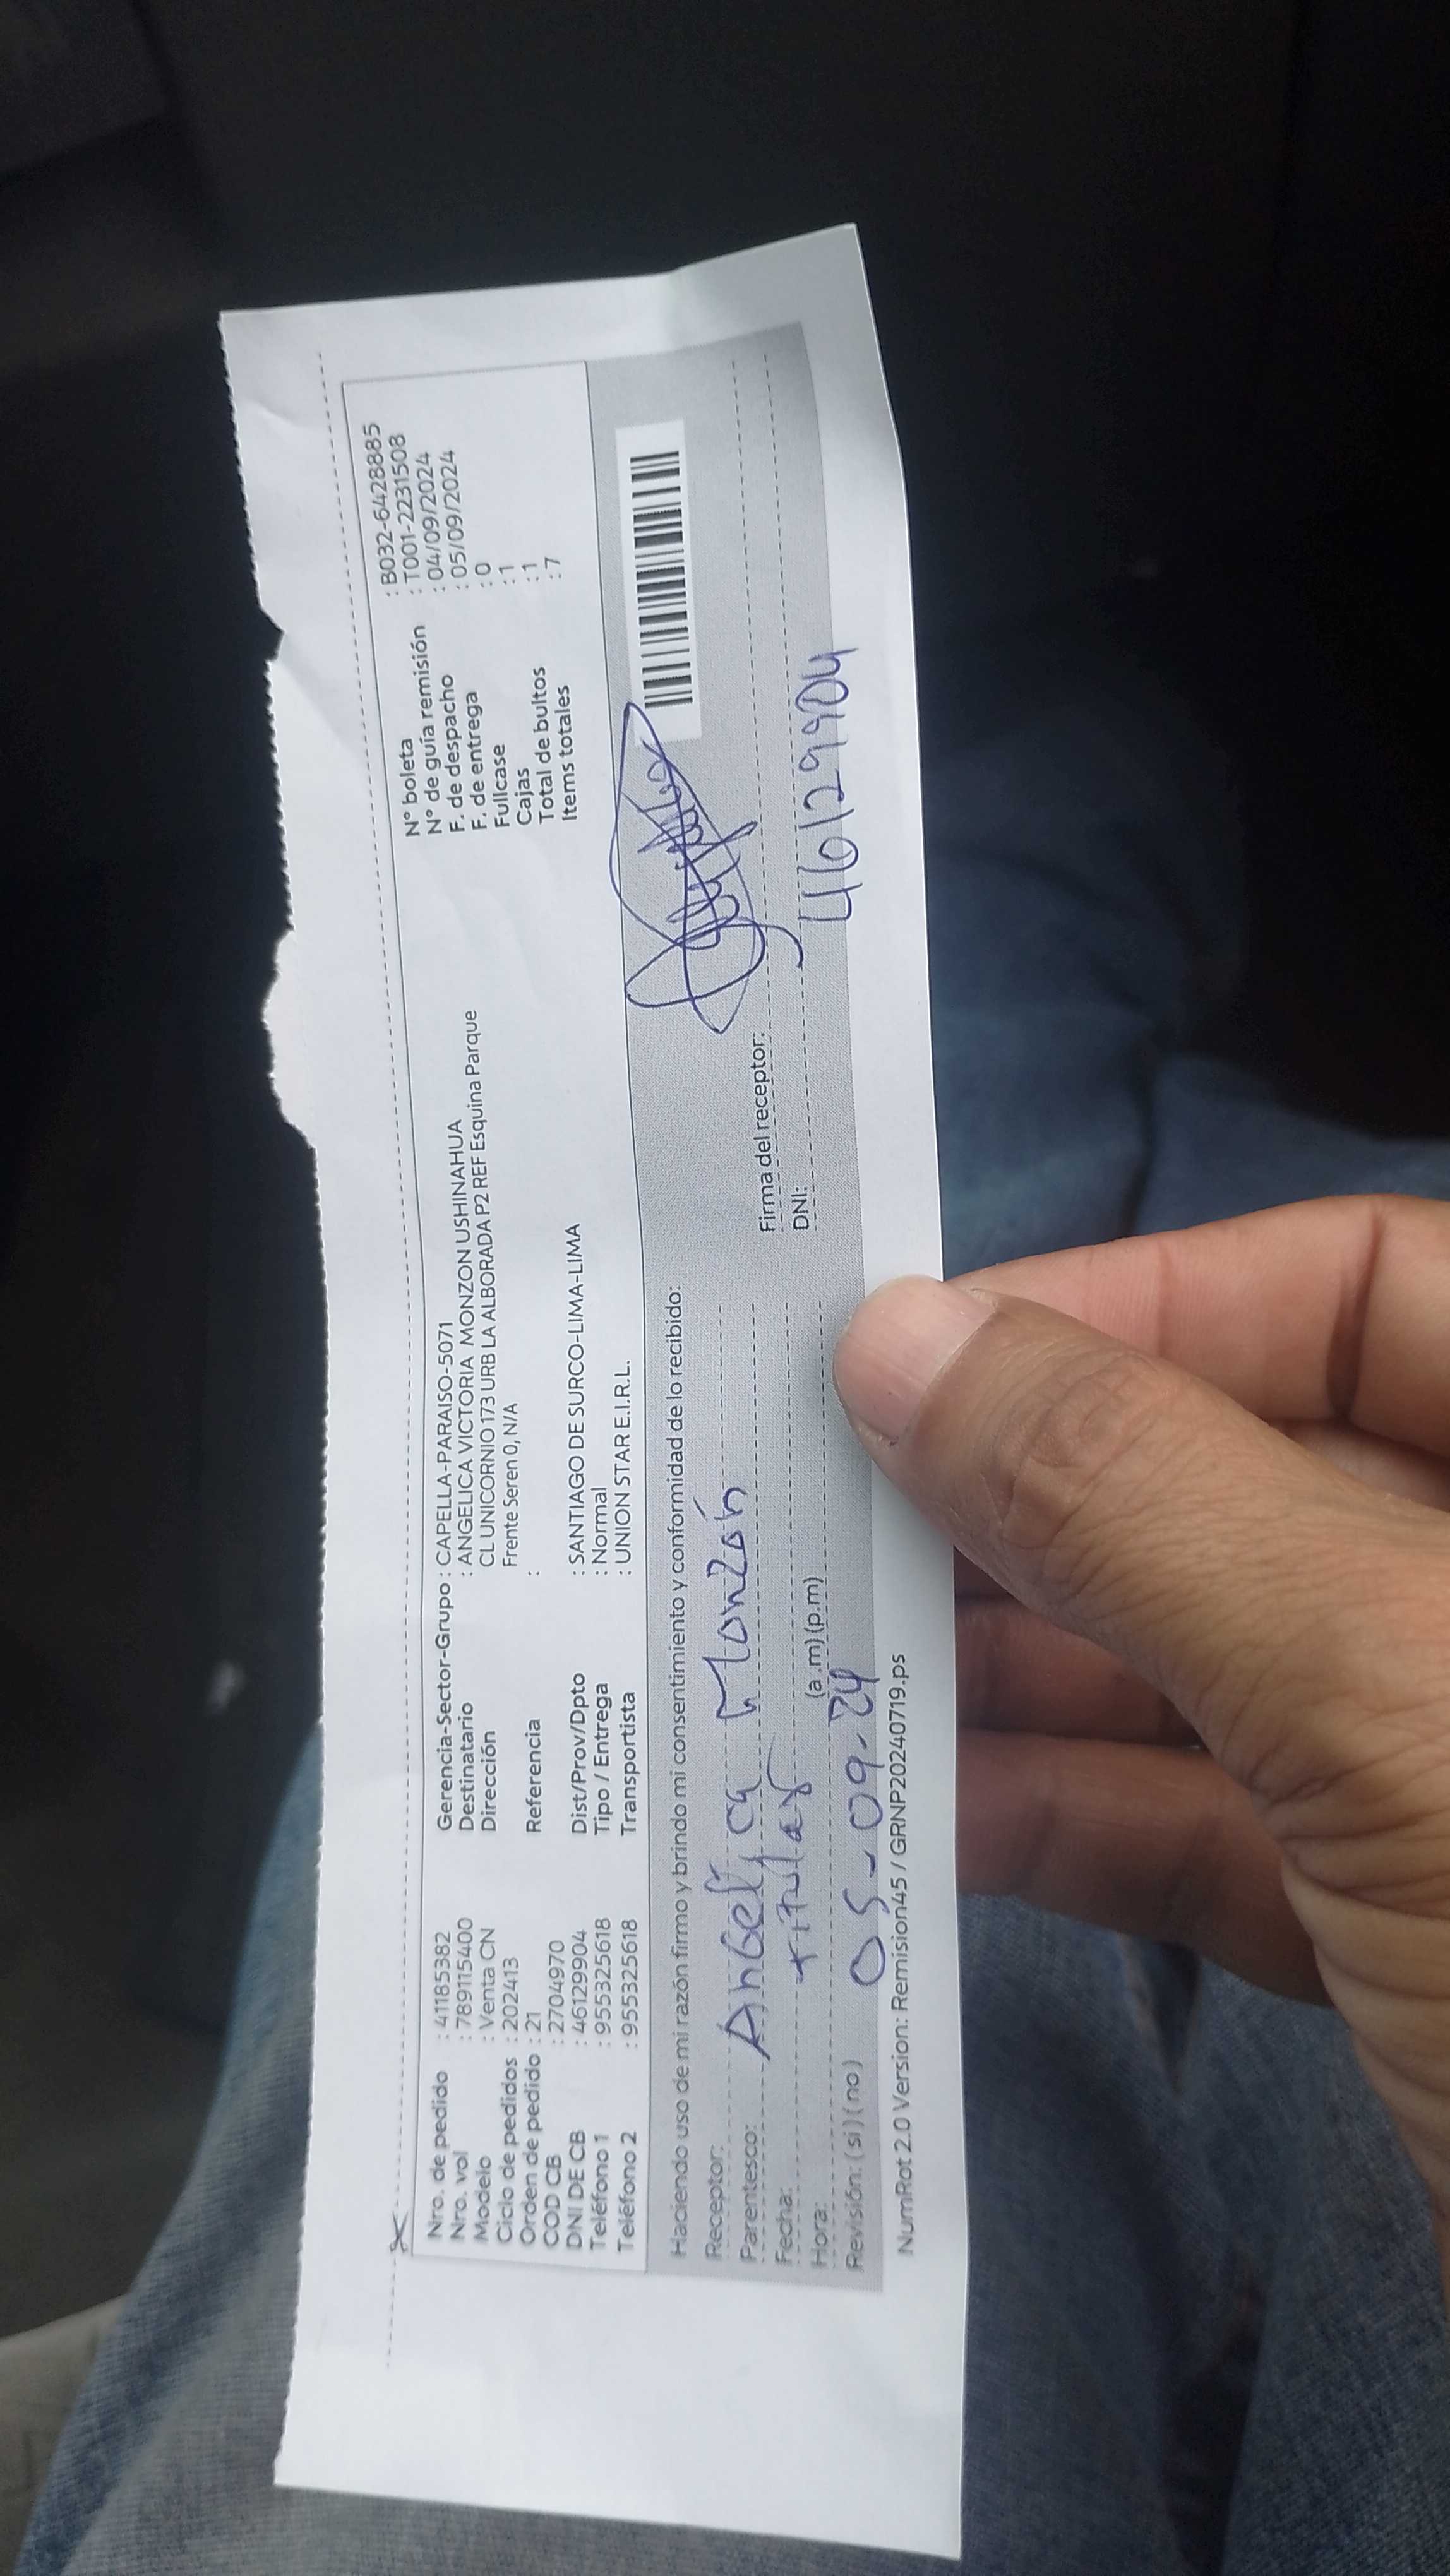 Nro. de pedido : 41185382
Nro. vol : 789115400
Modelo : Venta CN
Ciclo de pedidos : 202413
Orden de pedido : 21
COD CB : 2704970
DNI DE CB : 46129904
Teléfono 1 : 955325618
Teléfono 2 : 955325618
Gerencia-Sector-Grupo : CAPELLA-PARAISO-5071
Destinatario : ANGELICA VICTORIA MONZON USHINAHUA
Dirección CL UNICORNIO 173 URB LA ALBORADA P2 REF Esquina Parque
Frente Seren 0, N/A
Referencia :
Dist/Prov/Dpto : SANTIAGO DE SURCO-LIMA-LIMA
Tipo / Entrega : Normal
Transportista : UNION STAR E.I.R.L.
N° boleta : B032-6428885
N° de guía remisión : T001-2231508
F. de despacho : 04/09/2024
F. de entrega : 05/09/2024
Fullcase : 0
Cajas : 1
Total de bultos : 1
Items totales : 7
Haciendo uso de mi razón firmo y brindo mi consentimiento y conformidad de lo recibido:
Receptor: Angelica Monzón
Parentesco: titular
Fecha: 05-09-24
Hora: (a.m) (p.m)
Revisión: (si) (no)
Firma del receptor:
DNI: 46129904
NumRot 2.0 Version: Remision45 / GRNP20240719.ps